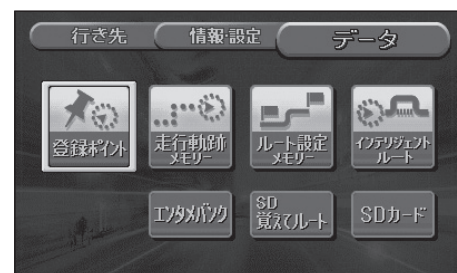 行き先 情報・設定 データ
登録ポイント 走行軌跡 ルート設定 インテリジェント
メモリー メモリー ルート
エンタメバンク SD
覚えてルート SDカード